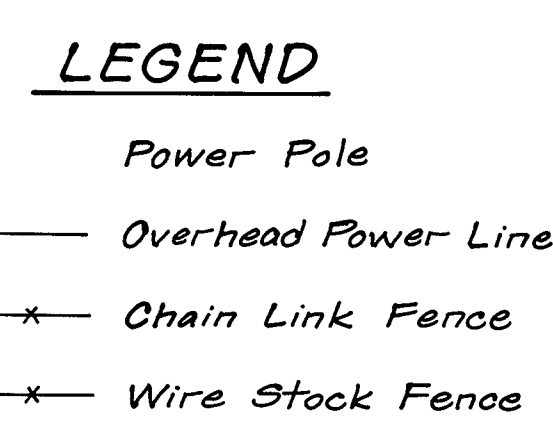 LEGEND
Power Pole
Overhead Power Line
x Chain Link Fence
x Wire Stock Fence